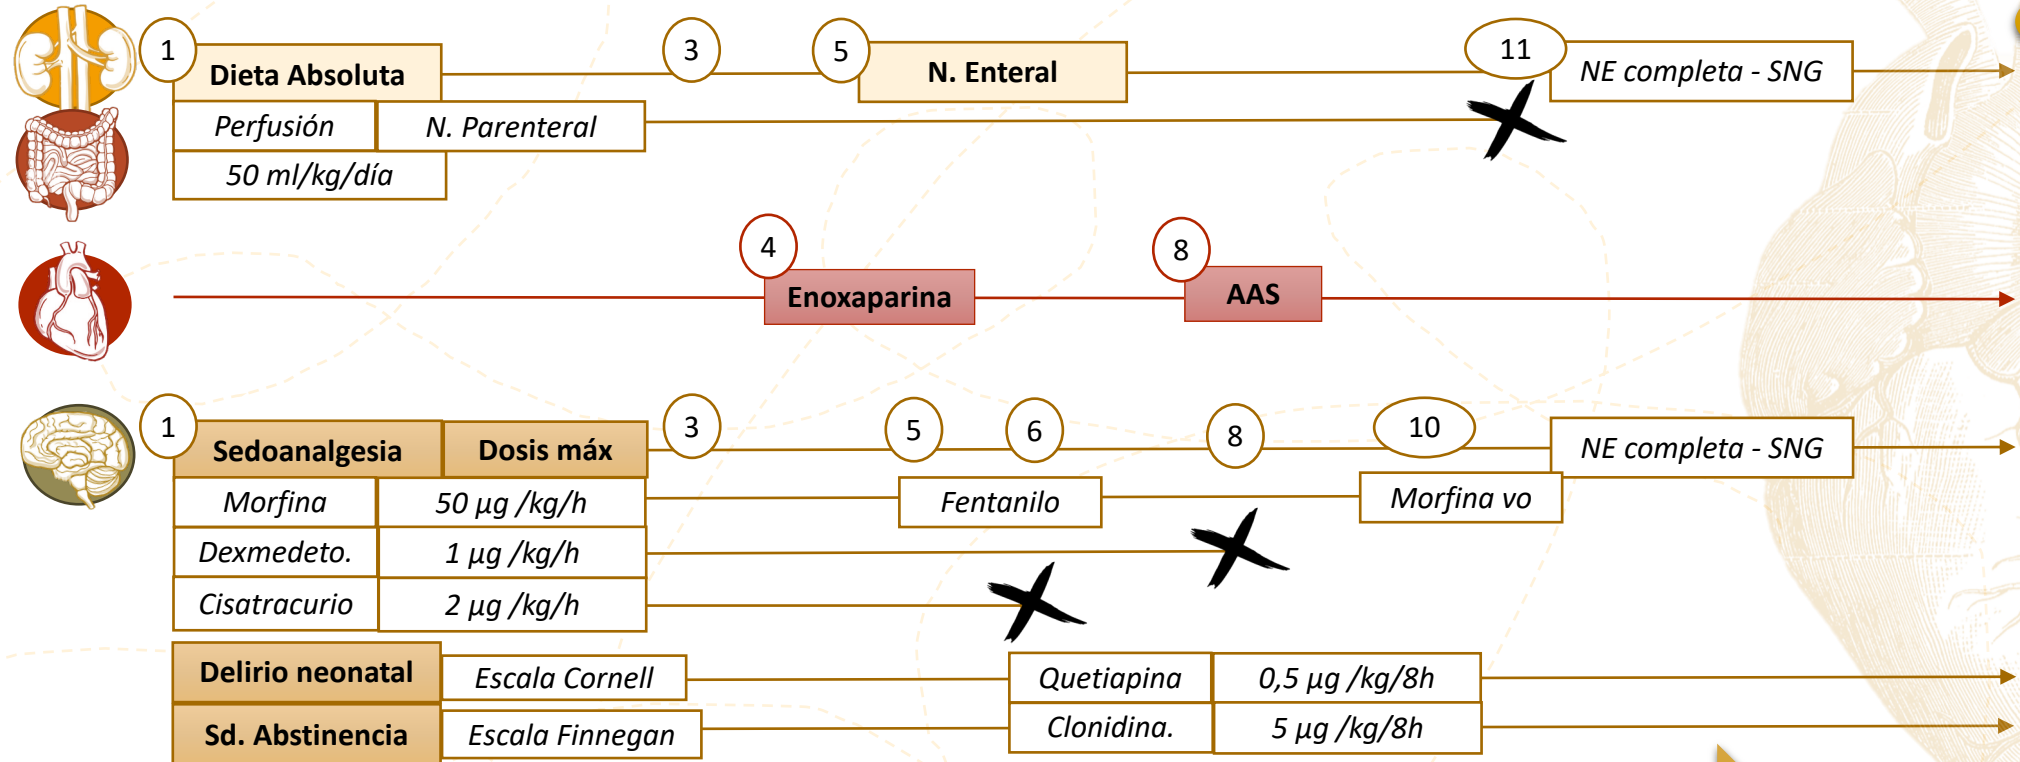 1
3
5
11
Dieta Absoluta
N. Enteral
NE completa - SNG
Perfusión
N. Parenteral
50 ml/kg/día
4
8
Enoxaparina
AAS
1
3
5
6
8
10
Sedoanalgesia
Dosis máx
NE completa - SNG
Morfina
50 µg /kg/h
Fentanilo
Morfina vo
Dexmedeto.
1 µg /kg/h
Cisatracurio
2 µg /kg/h
Delirio neonatal
Escala Cornell
Quetiapina
0,5 µg /kg/8h
Sd. Abstinencia
Escala Finnegan
Clonidina.
5 µg /kg/8h